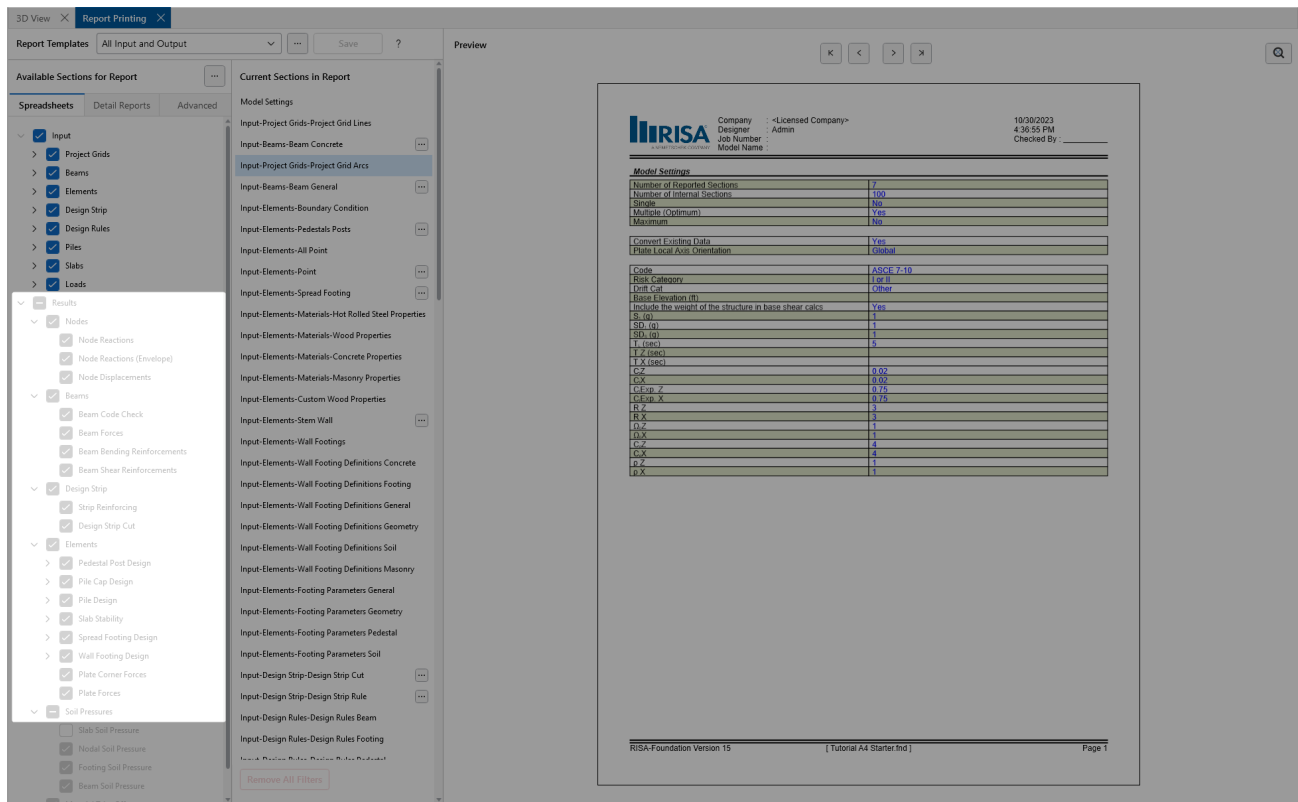 3D View
Report Printing
Report Templates
All Input and Output
...
Save
?
Preview
Available Sections for Report
...
Spreadsheets
Detail Reports
Advanced
Input
Project Grids
Beams
Elements
Design Strip
Design Rules
Piles
Slabs
Loads
Results
Nodes
Node Reactions
Node Reactions (Envelope)
Node Displacements
Beams
Beam Code Check
Beam Forces
Beam Bending Reinforcements
Beam Shear Reinforcements
Design Strip
Strip Reinforcing
Design Strip Cut
Elements
Pedestal Post Design
Pile Cap Design
Pile Design
Slab Stability
Spread Footing Design
Wall Footing Design
Plate Corner Forces
Plate Forces
Soil Pressures
Slab Soil Pressure
Nodal Soil Pressure
Footing Soil Pressure
Beam Soil Pressure
Current Sections in Report
Model Settings
Input-Project Grids-Project Grid Lines
Input-Beams-Beam Concrete
Input-Project Grids-Project Grid Arcs
Input-Beams-Beam General
Input-Elements-Boundary Condition
Input-Elements-Pedestals Posts
Input-Elements-All Point
Input-Elements-Point
Input-Elements-Spread Footing
Input-Elements-Materials-Hot Rolled Steel Properties
Input-Elements-Materials-Wood Properties
Input-Elements-Materials-Concrete Properties
Input-Elements-Materials-Masonry Properties
Input-Elements-Custom Wood Properties
Input-Elements-Stem Wall
Input-Elements-Wall Footings
Input-Elements-Wall Footing Definitions Concrete
Input-Elements-Wall Footing Definitions Footing
Input-Elements-Wall Footing Definitions General
Input-Elements-Wall Footing Definitions Geometry
Input-Elements-Wall Footing Definitions Soil
Input-Elements-Wall Footing Definitions Masonry
Input-Elements-Footing Parameters General
Input-Elements-Footing Parameters Geometry
Input-Elements-Footing Parameters Pedestal
Input-Elements-Footing Parameters Soil
Input-Design Strip-Design Strip Cut
Input-Design Strip-Design Strip Rule
Input-Design Rules-Design Rules Beam
Input-Design Rules-Design Rules Footing
Input-Design Rules-Design Rules Pedestal
Remove All Filters
RISA
A NEMETSCHEK COMPANY
Company : <Licensed Company>
Designer : Admin
Job Number :
Model Name :
10/30/2023
4:36:55 PM
Checked By : ________
Model Settings
Number of Reported Sections 7
Number of Internal Sections 100
Single No
Multiple (Optimum) Yes
Maximum No
Convert Existing Data Yes
Plate Local Axis Orientation Global
Code ASCE 7-10
Risk Category I or II
Drift Cat Other
Base Elevation (ft)
Include the weight of the structure in base shear calcs Yes
S₁ (g) 1
SD₁ (g) 1
SDₛ (g) 1
T (sec) 5
T Z (sec)
T X (sec)
C Z 0.02
C X 0.02
C Exp. Z 0.75
C Exp. X 0.75
R Z 3
R X 3
Ω Z 1
Ω X 1
C Z 4
C X 4
ρ Z 1
ρ X 1
RISA-Foundation Version 15
[ Tutorial A4 Starter.fnd ]
Page 1